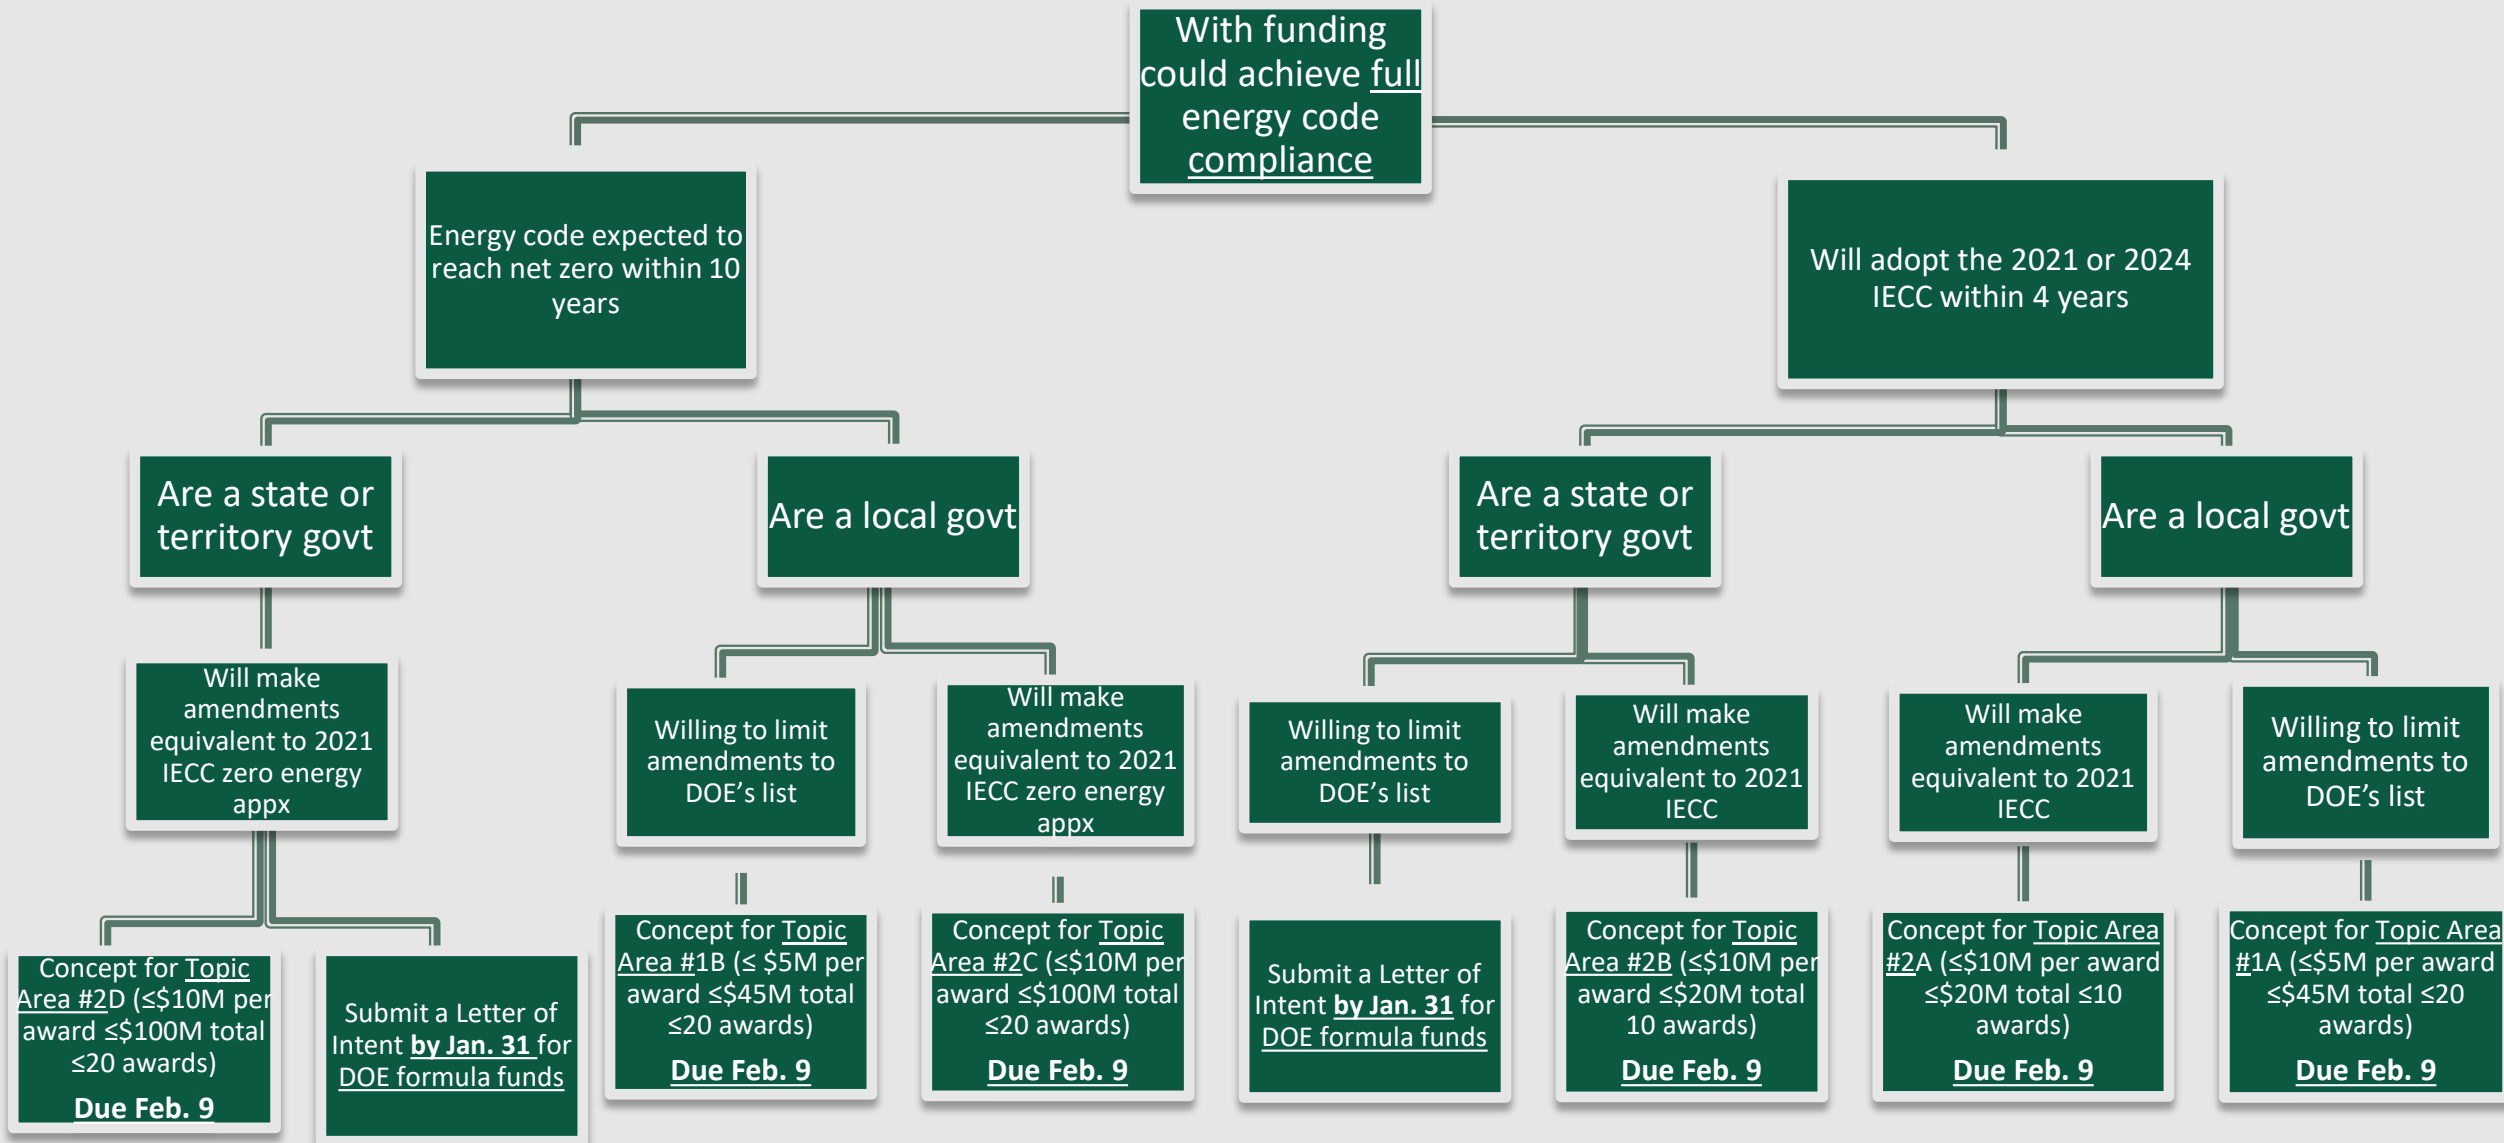 With funding
could achieve full
energy code
compliance
Energy code expected to
reach net zero within 10
years
Will adopt the 2021 or 2024
IECC within 4 years
Are a state or
territory govt
Are a local govt
Are a state or
territory govt
Are a local govt
Will make
amendments
equivalent to 2021
IECC zero energy
appx
Willing to limit
amendments to
DOE’s list
Will make
amendments
equivalent to 2021
IECC zero energy
appx
Willing to limit
amendments to
DOE’s list
Will make
amendments
equivalent to 2021
IECC
Will make
amendments
equivalent to 2021
IECC
Willing to limit
amendments to
DOE’s list
Concept for Topic
Area #2D (≤$10M per
award ≤$100M total
≤20 awards)
Due Feb. 9
Submit a Letter of
Intent by Jan. 31 for
DOE formula funds
Concept for Topic
Area #1B (≤ $5M per
award ≤$45M total
≤20 awards)
Due Feb. 9
Concept for Topic
Area #2C (≤$10M per
award ≤$100M total
≤20 awards)
Due Feb. 9
Submit a Letter of
Intent by Jan. 31 for
DOE formula funds
Concept for Topic
Area #2B (≤$10M per
award ≤$20M total
10 awards)
Due Feb. 9
Concept for Topic Area
#2A (≤$10M per award
≤$20M total ≤10
awards)
Due Feb. 9
Concept for Topic Area
#1A (≤$5M per award
≤$45M total ≤20
awards)
Due Feb. 9